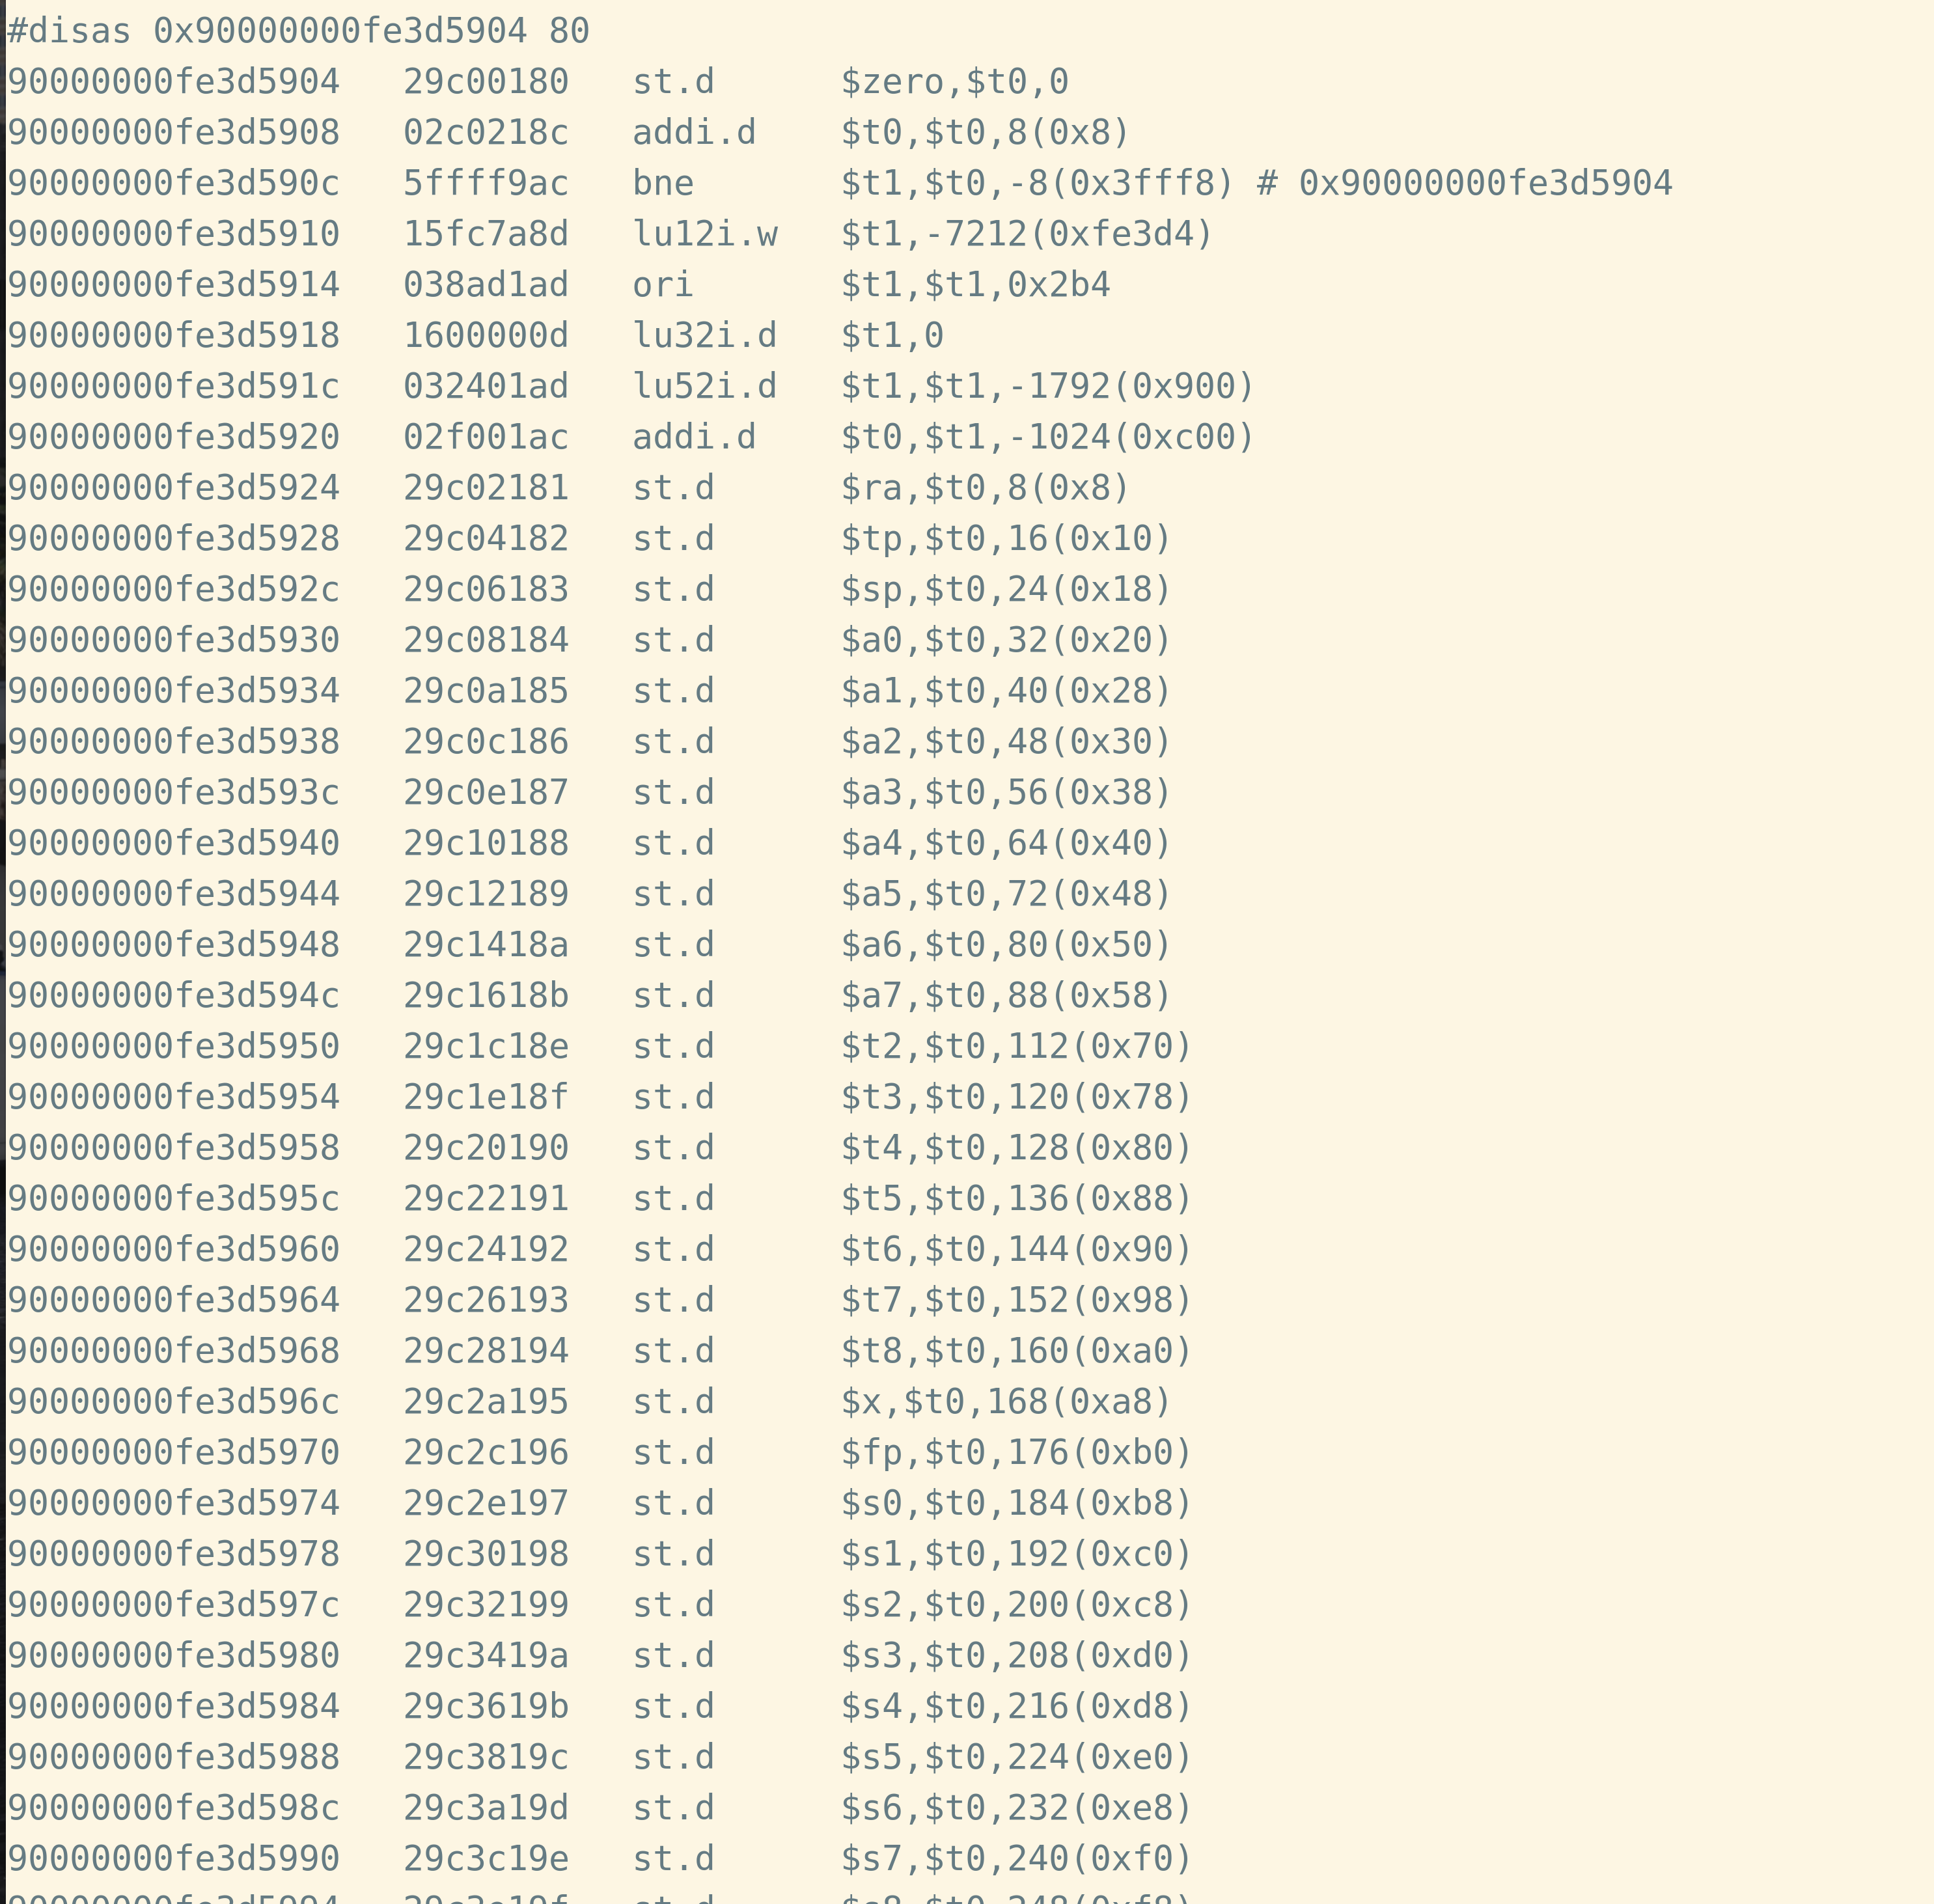 #disas 0x90000000fe3d5904 80
90000000fe3d5904   29c00180   st.d      $zero,$t0,0
90000000fe3d5908   02c0218c   addi.d    $t0,$t0,8(0x8)
90000000fe3d590c   5ffff9ac   bne       $t1,$t0,-8(0x3fff8) # 0x90000000fe3d5904
90000000fe3d5910   15fc7a8d   lu12i.w   $t1,-7212(0xfe3d4)
90000000fe3d5914   038ad1ad   ori       $t1,$t1,0x2b4
90000000fe3d5918   1600000d   lu32i.d   $t1,0
90000000fe3d591c   032401ad   lu52i.d   $t1,$t1,-1792(0x900)
90000000fe3d5920   02f001ac   addi.d    $t0,$t1,-1024(0xc00)
90000000fe3d5924   29c02181   st.d      $ra,$t0,8(0x8)
90000000fe3d5928   29c04182   st.d      $tp,$t0,16(0x10)
90000000fe3d592c   29c06183   st.d      $sp,$t0,24(0x18)
90000000fe3d5930   29c08184   st.d      $a0,$t0,32(0x20)
90000000fe3d5934   29c0a185   st.d      $a1,$t0,40(0x28)
90000000fe3d5938   29c0c186   st.d      $a2,$t0,48(0x30)
90000000fe3d593c   29c0e187   st.d      $a3,$t0,56(0x38)
90000000fe3d5940   29c10188   st.d      $a4,$t0,64(0x40)
90000000fe3d5944   29c12189   st.d      $a5,$t0,72(0x48)
90000000fe3d5948   29c1418a   st.d      $a6,$t0,80(0x50)
90000000fe3d594c   29c1618b   st.d      $a7,$t0,88(0x58)
90000000fe3d5950   29c1c18e   st.d      $t2,$t0,112(0x70)
90000000fe3d5954   29c1e18f   st.d      $t3,$t0,120(0x78)
90000000fe3d5958   29c20190   st.d      $t4,$t0,128(0x80)
90000000fe3d595c   29c22191   st.d      $t5,$t0,136(0x88)
90000000fe3d5960   29c24192   st.d      $t6,$t0,144(0x90)
90000000fe3d5964   29c26193   st.d      $t7,$t0,152(0x98)
90000000fe3d5968   29c28194   st.d      $t8,$t0,160(0xa0)
90000000fe3d596c   29c2a195   st.d      $x,$t0,168(0xa8)
90000000fe3d5970   29c2c196   st.d      $fp,$t0,176(0xb0)
90000000fe3d5974   29c2e197   st.d      $s0,$t0,184(0xb8)
90000000fe3d5978   29c30198   st.d      $s1,$t0,192(0xc0)
90000000fe3d597c   29c32199   st.d      $s2,$t0,200(0xc8)
90000000fe3d5980   29c3419a   st.d      $s3,$t0,208(0xd0)
90000000fe3d5984   29c3619b   st.d      $s4,$t0,216(0xd8)
90000000fe3d5988   29c3819c   st.d      $s5,$t0,224(0xe0)
90000000fe3d598c   29c3a19d   st.d      $s6,$t0,232(0xe8)
90000000fe3d5990   29c3c19e   st.d      $s7,$t0,240(0xf0)